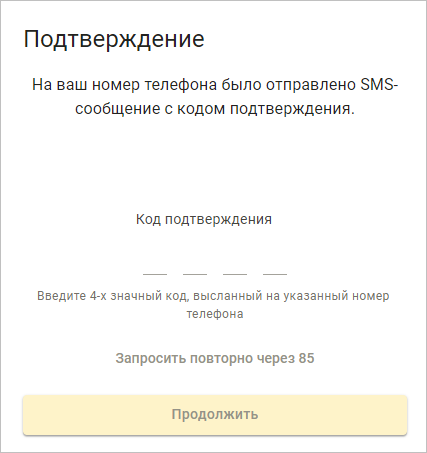 Подтверждение
На ваш номер телефона было отправлено SMS-
сообщение с кодом подтверждения.
Код подтверждения
Введите 4-х значный код, высланный на указанный номер
телефона
Запросить повторно через 85
Продолжить